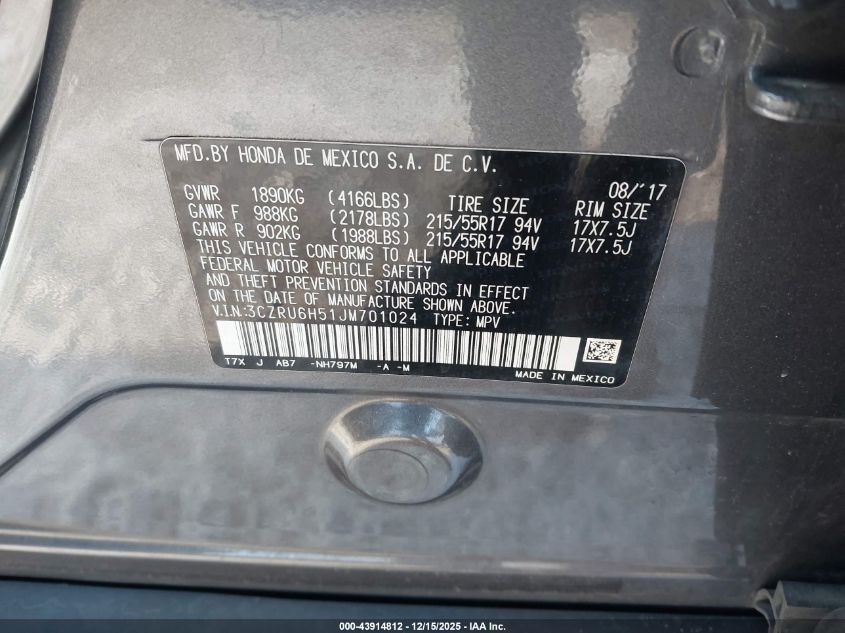 MFD.BY HONDA DE MEXICO S.A. DE C.V.
08/'17
GVWR 1890KG (4166LBS) TIRE SIZE RIM SIZE
GAWR F 988KG (2178LBS) 215/55R17 94V 17X7.5J
GAWR R 902KG (1988LBS) 215/55R17 94V 17X7.5J
THIS VEHICLE CONFORMS TO ALL APPLICABLE
FEDERAL MOTOR VEHICLE SAFETY
AND THEFT PREVENTION STANDARDS IN EFFECT
ON THE DATE OF MANUFACTURE SHOWN ABOVE.
V.I.N:3CZRU6H51JM701024 TYPE: MPV
T7X J AB7 -NH797M -A -M
MADE IN MEXICO
000-43914812 - 12/15/2025 - IAA Inc.